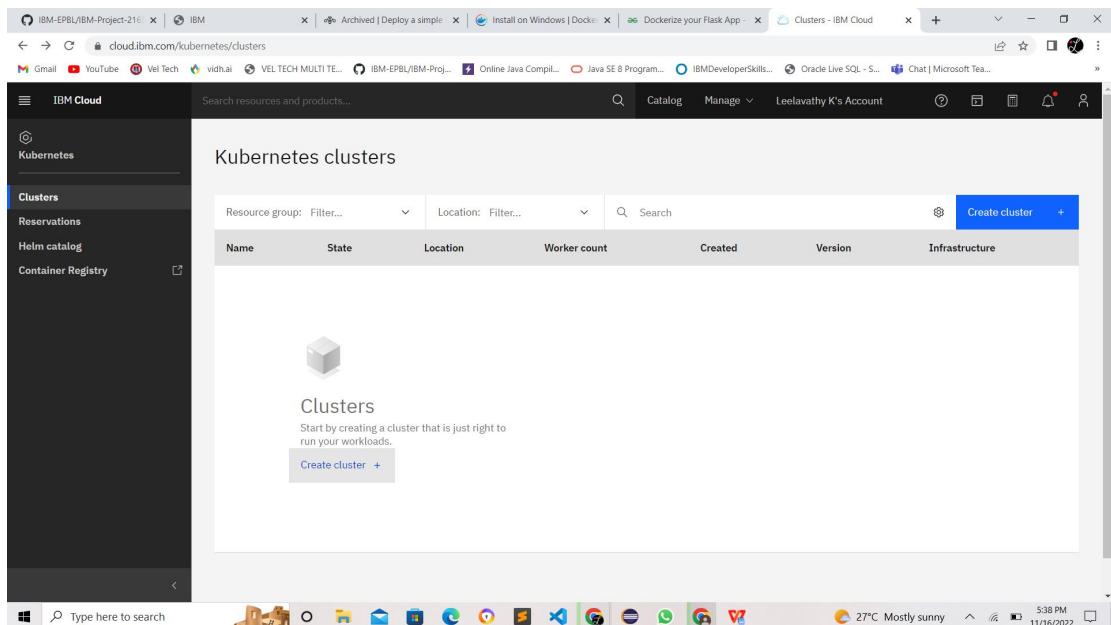 IBM-EPBL/IBM-Project-216
IBM
Archived | Deploy a simple
Install on Windows | Docker
Dockerize your Flask App -
Clusters - IBM Cloud
cloud.ibm.com/kubernetes/clusters
Gmail
YouTube
Vel Tech
vidh.ai
VEL TECH MULTI TE...
IBM-EPBL/IBM-Proj...
Online Java Compil...
Java SE 8 Program...
IBMDeveloperSkills...
Oracle Live SQL - S...
Chat | Microsoft Tea...
»
IBM Cloud
Search resources and products...
Catalog
Manage
Leelavathy K's Account
Kubernetes
Clusters
Reservations
Helm catalog
Container Registry
Kubernetes clusters
Resource group: Filter...
Location: Filter...
Search
Create cluster +
Name State Location Worker count Created Version Infrastructure
Clusters
Start by creating a cluster that is just right to
run your workloads.
Create cluster +
Type here to search
27°C Mostly sunny
5:38 PM
11/16/2022